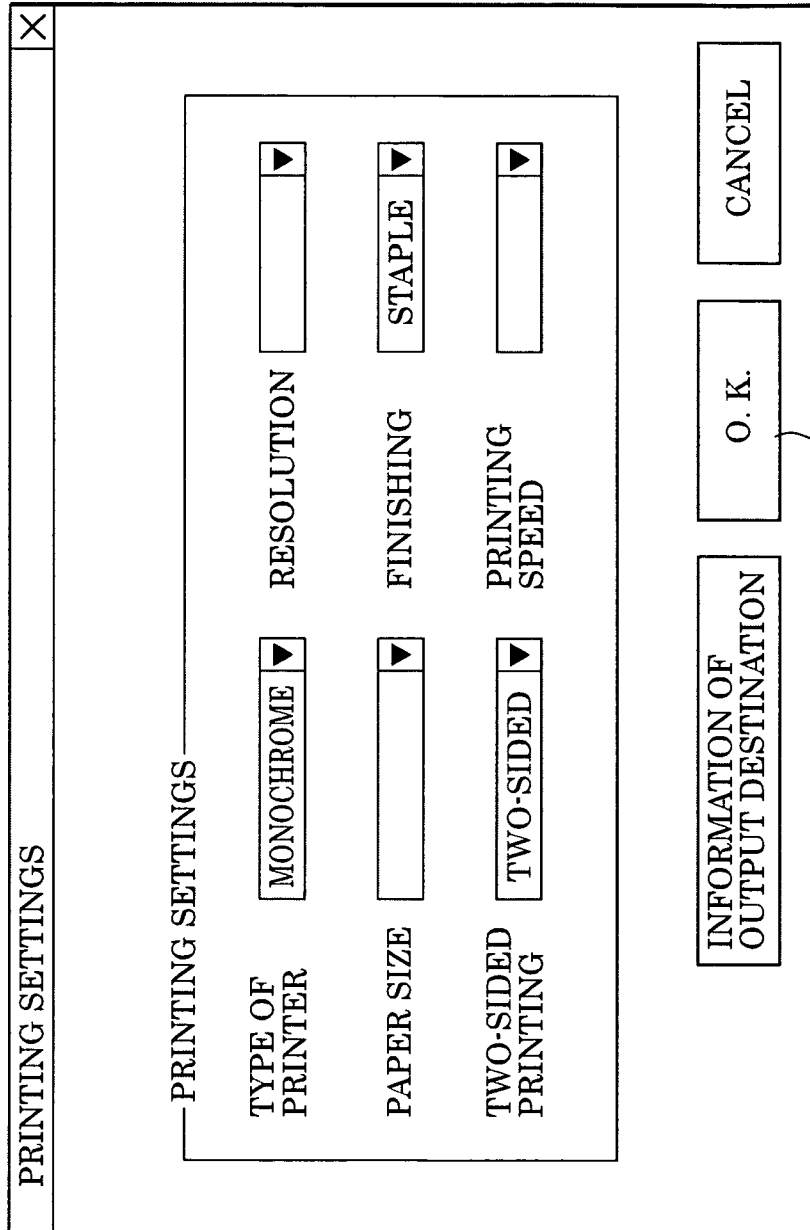 PRINTING SETTINGS
PRINTING SETTINGS
TYPE OF
PRINTER
MONOCHROME
RESOLUTION
PAPER SIZE
FINISHING
STAPLE
TWO-SIDED
PRINTING
TWO-SIDED
PRINTING
SPEED
INFORMATION OF
OUTPUT DESTINATION
O. K.
CANCEL